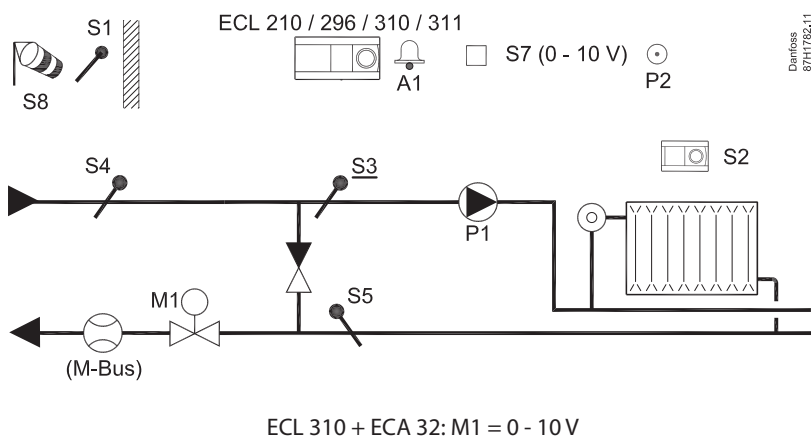 S1
ECL 210 / 296 / 310 / 311
S8
A1
S7 (0 - 10 V)
P2
Danfoss
87H1782.11
S2
S4
S3
P1
M1
S5
(M-Bus)
ECL 310 + ECA 32: M1 = 0 - 10 V